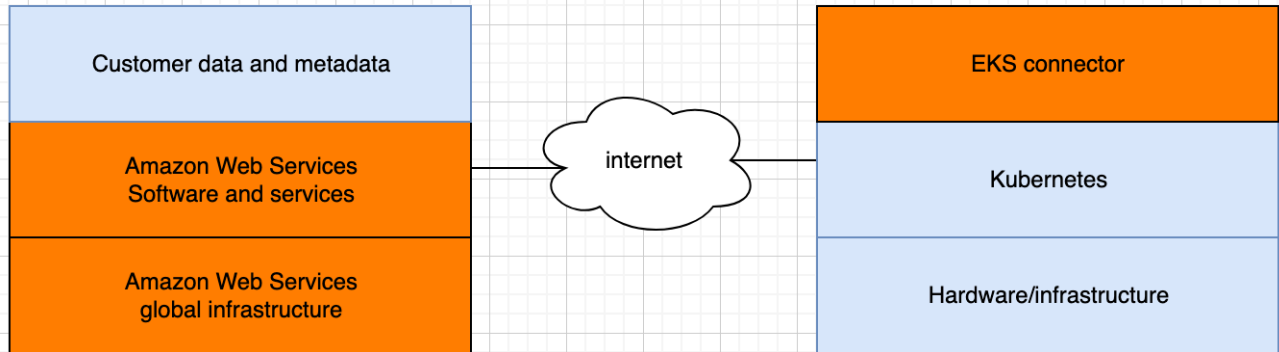 Customer data and metadata
Amazon Web Services
Software and services
Amazon Web Services
global infrastructure
internet
EKS connector
Kubernetes
Hardware/infrastructure